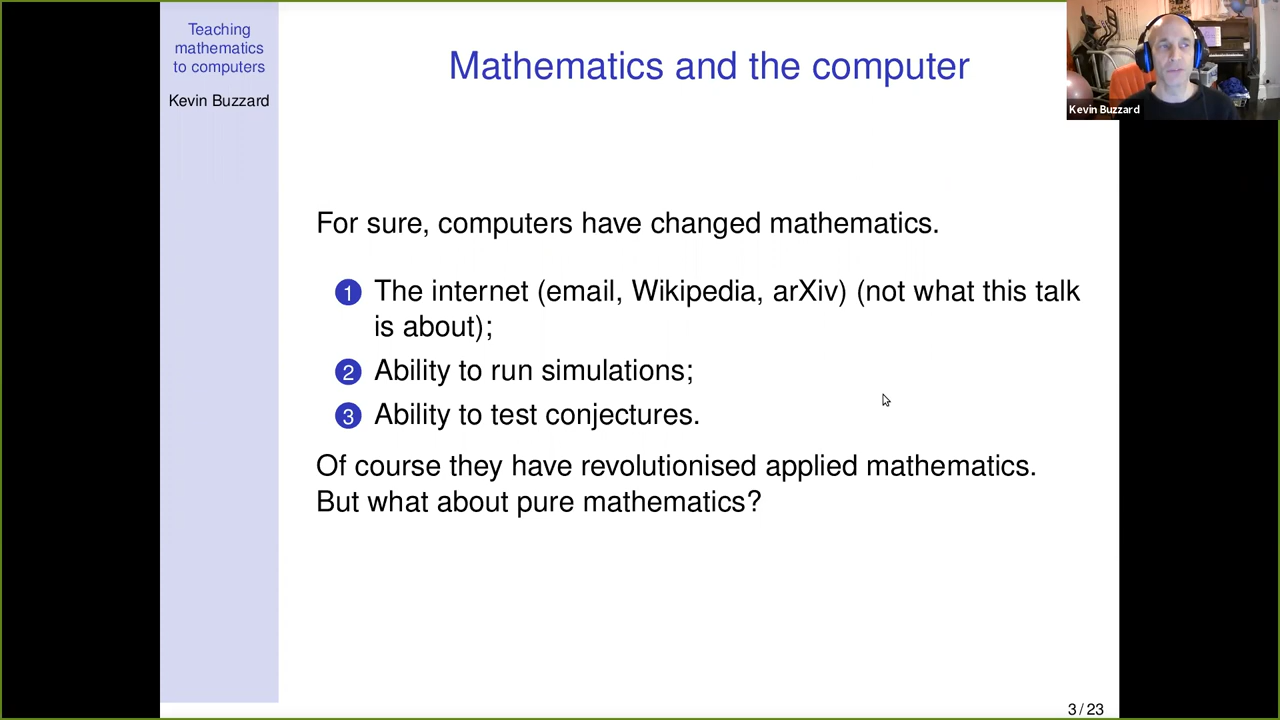 Teaching
mathematics
to computers
Kevin Buzzard
Mathematics and the computer
Kevin Buzzard
For sure, computers have changed mathematics.
1 The internet (email, Wikipedia, arXiv) (not what this talk
is about);
2 Ability to run simulations;
3 Ability to test conjectures.
Of course they have revolutionised applied mathematics.
But what about pure mathematics?
3 / 23